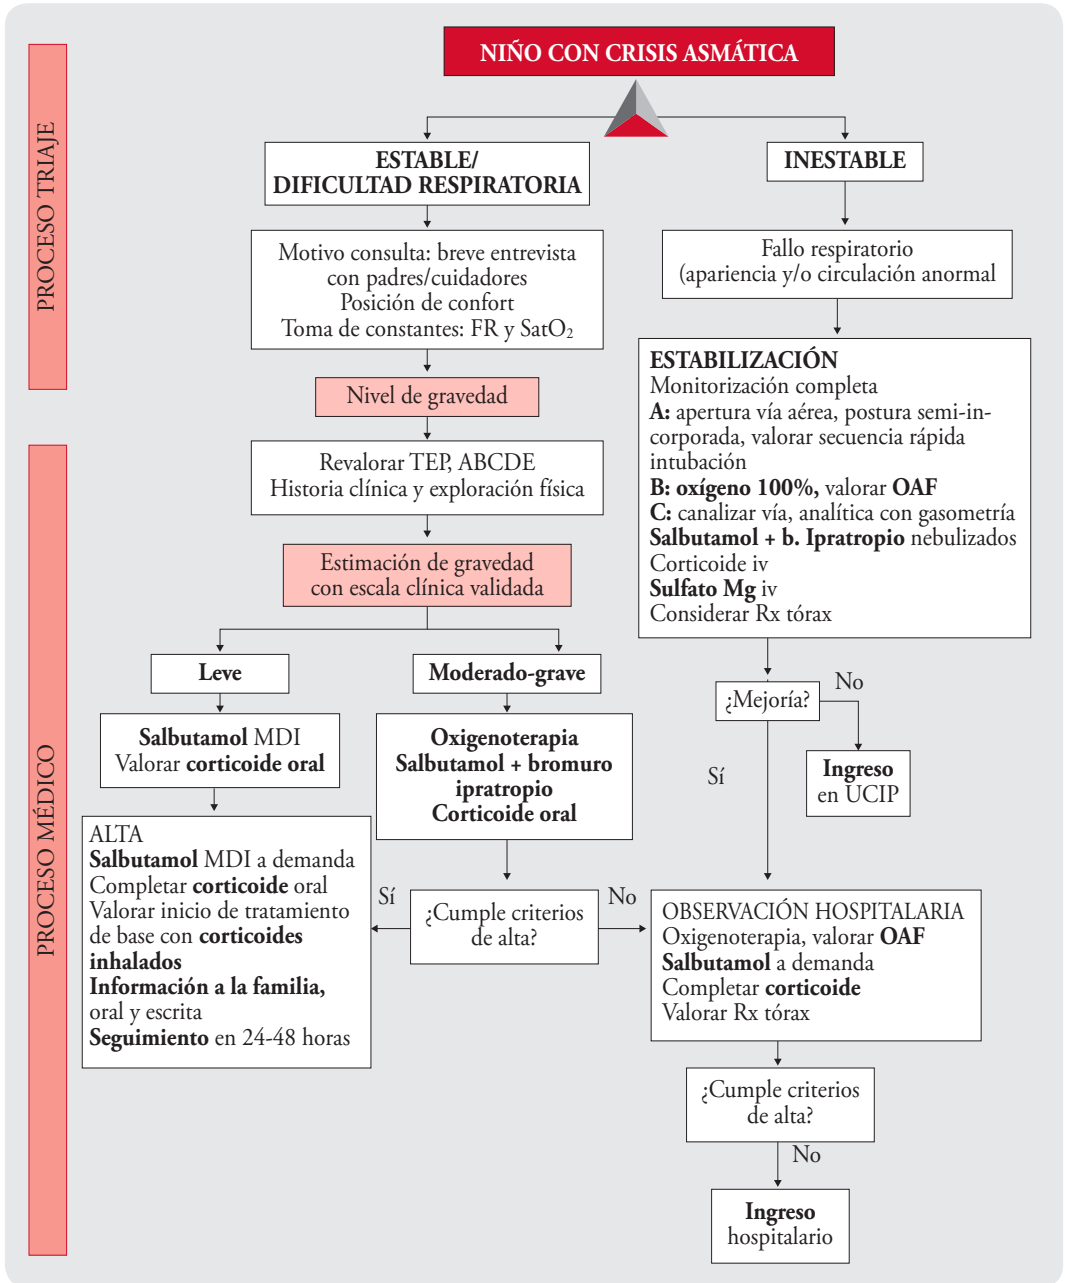 NIÑO CON CRISIS ASMÁTICA
PROCESO TRIAJE
ESTABLE/
DIFICULTAD RESPIRATORIA
INESTABLE
Motivo consulta: breve entrevista
con padres/cuidadores
Posición de confort
Toma de constantes: FR y SatO₂
Fallo respiratorio
(apariencia y/o circulación anormal
Nivel de gravedad
ESTABILIZACIÓN
Monitorización completa
A: apertura vía aérea, postura semi-in-
corporada, valorar secuencia rápida
intubación
B: oxígeno 100%, valorar OAF
C: canalizar vía, analítica con gasometría
Salbutamol + b. Ipratropio nebulizados
Corticoide iv
Sulfato Mg iv
Considerar Rx tórax
PROCESO MÉDICO
Revalorar TEP, ABCDE
Historia clínica y exploración física
Estimación de gravedad
con escala clínica validada
Leve
Moderado-grave
¿Mejoría?
No
Sí
Ingreso
en UCIP
Salbutamol MDI
Valorar corticoide oral
Oxigenoterapia
Salbutamol + bromuro
ipratropio
Corticoide oral
ALTA
Salbutamol MDI a demanda
Completar corticoide oral
Valorar inicio de tratamiento
de base con corticoides
inhalados
Información a la familia,
oral y escrita
Seguimiento en 24-48 horas
Sí
¿Cumple criterios
de alta?
No
OBSERVACIÓN HOSPITALARIA
Oxigenoterapia, valorar OAF
Salbutamol a demanda
Completar corticoide
Valorar Rx tórax
¿Cumple criterios
de alta?
No
Ingreso
hospitalario